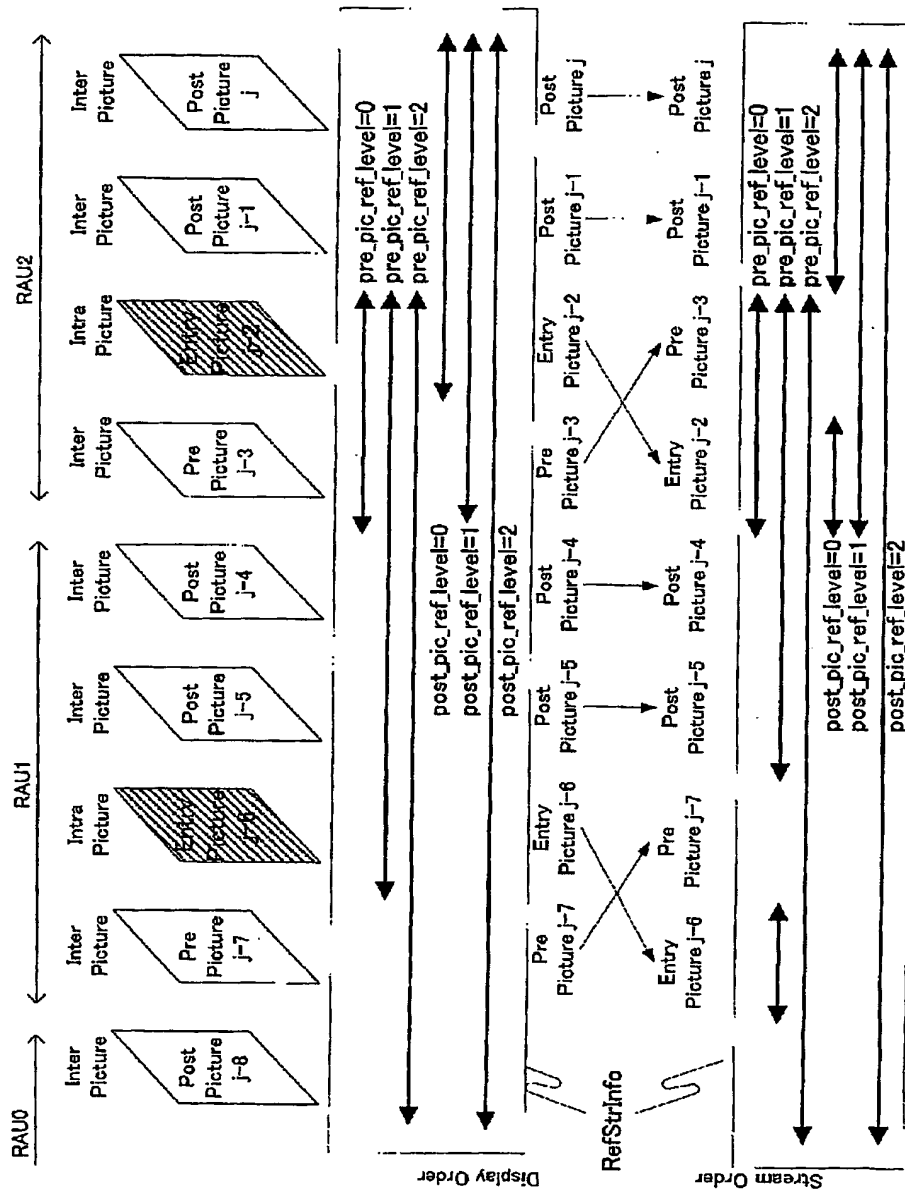 RAU0
RAU1
RAU2
Inter
Picture
Inter
Picture
Intra
Picture
Inter
Picture
Inter
Picture
Inter
Picture
Intra
Picture
Inter
Picture
Inter
Picture
Post
Picture
j-8
Pre
Picture
j-7
Entry
Picture
j-6
Post
Picture
j-5
Post
Picture
j-4
Pre
Picture
j-3
Entry
Picture
j-2
Post
Picture
j-1
Post
Picture
j
Display Order
pre_pic_ref_level=0
pre_pic_ref_level=1
pre_pic_ref_level=2
post_pic_ref_level=0
post_pic_ref_level=1
post_pic_ref_level=2
Pre
Picture j-7
Entry
Picture j-6
Post
Picture j-5
Post
Picture j-4
Pre
Picture j-3
Entry
Picture j-2
Post
Picture j-1
Post
Picture j
RefStrInfo
Entry
Picture j-6
Pre
Picture j-7
Post
Picture j-5
Post
Picture j-4
Entry
Picture j-2
Pre
Picture j-3
Post
Picture j-1
Post
Picture j
Stream Order
pre_pic_ref_level=0
pre_pic_ref_level=1
pre_pic_ref_level=2
post_pic_ref_level=0
post_pic_ref_level=1
post_pic_ref_level=2